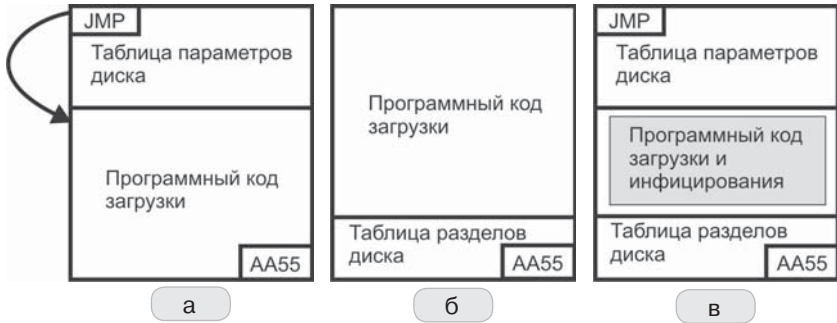 JMP
Таблица параметров
диска
Программный код
загрузки
AA55
а
Программный код
загрузки
Таблица разделов
диска
AA55
б
JMP
Таблица параметров
диска
Программный код
загрузки и
инфицирования
Таблица разделов
диска
AA55
в